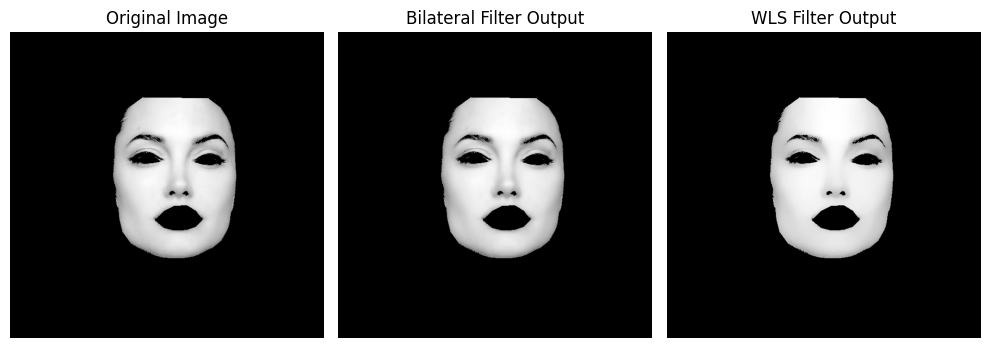 Original Image
Bilateral Filter Output
WLS Filter Output